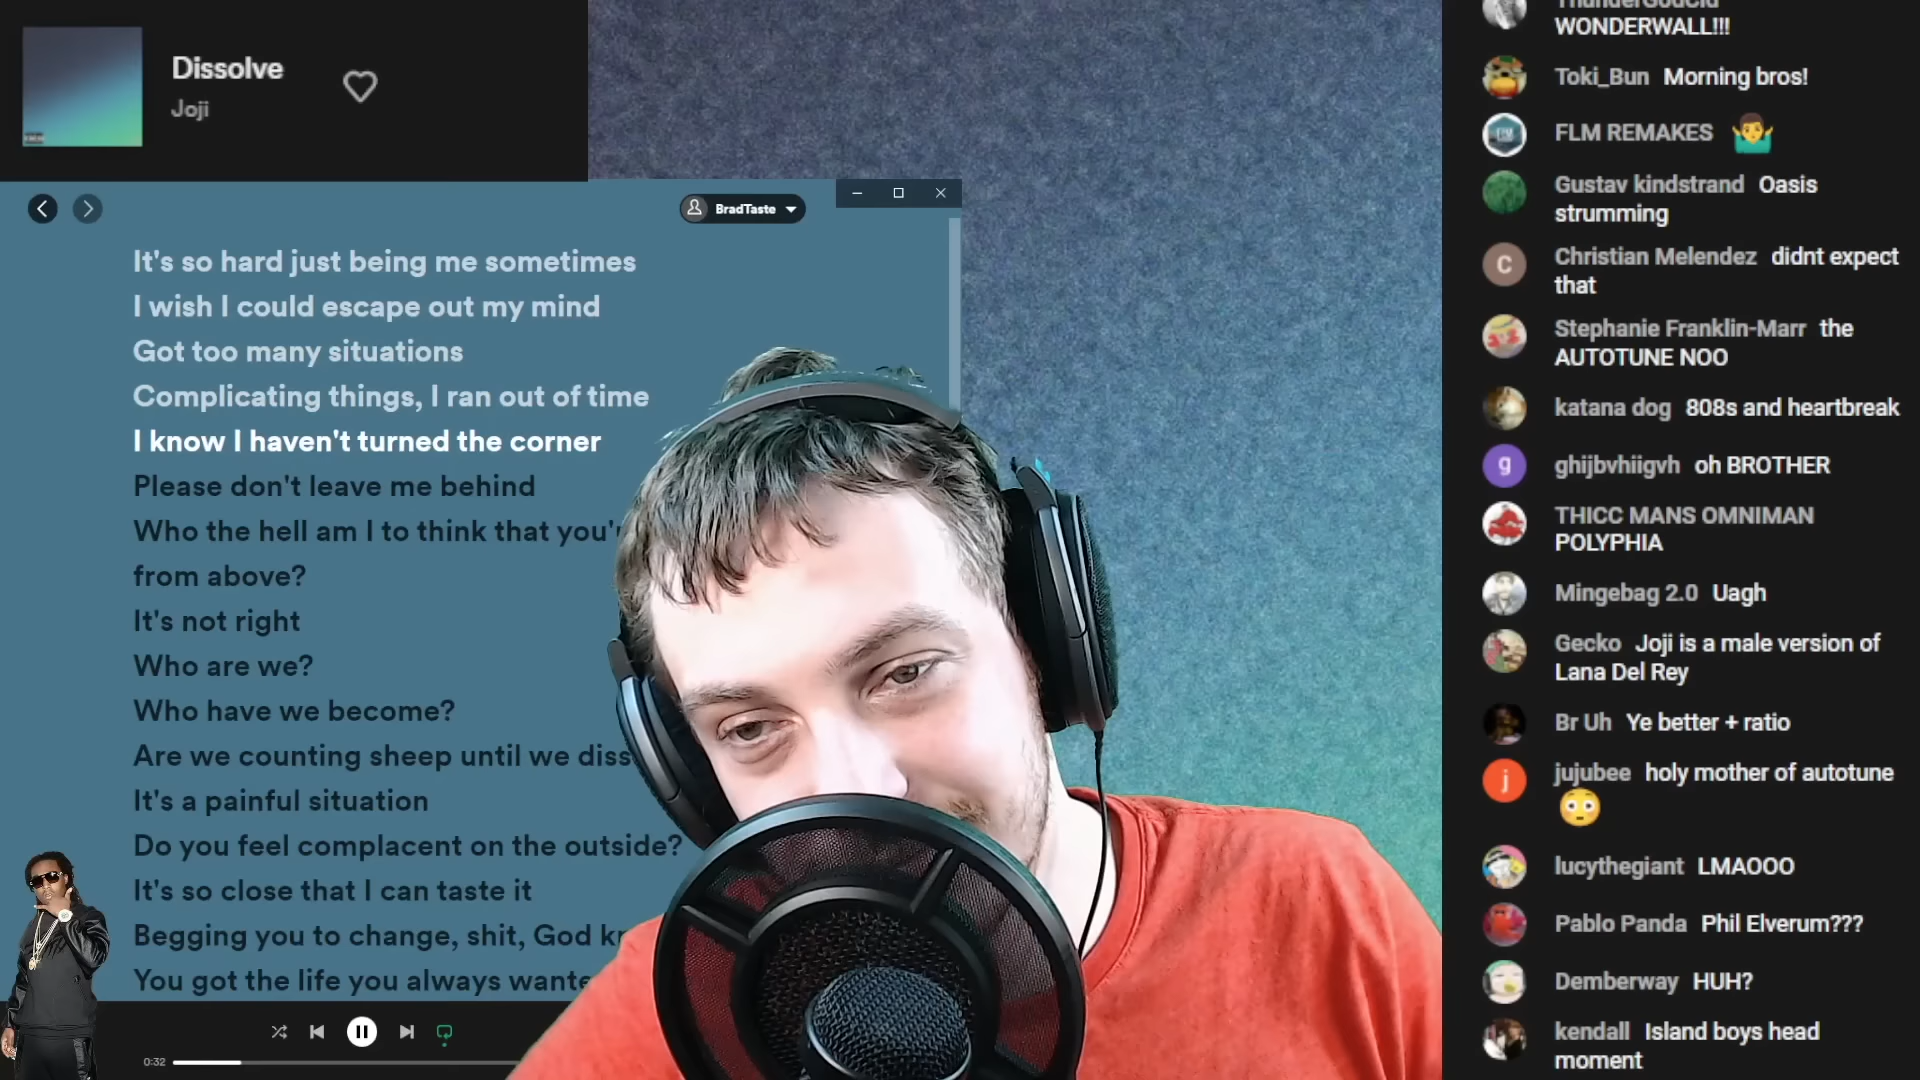 Dissolve
Joji
BradTaste
It's so hard just being me sometimes
I wish I could escape out my mind
Got too many situations
Complicating things, I ran out of time
I know I haven't turned the corner
Please don't leave me behind
Who the hell am I to think that
from above?
It's not right
Who are we?
Who have we become?
Are we counting sheep until we
It's a painful situation
Do you feel complacent on the outside?
It's so close that I can taste it
Begging you to change, shit, God
You got the life you always
0:32
ThunderGodCid
WONDERWALL!!!
Toki_Bun Morning bros!
FLM REMAKES 🤷‍♂️
Gustav kindstrand Oasis
strumming
C
Christian Melendez didnt expect
that
Stephanie Franklin-Marr the
AUTOTUNE NOO
katana dog 808s and heartbreak
g
ghijbvhiigvh oh BROTHER
THICC MANS OMNIMAN
POLYPHIA
Mingebag 2.0 Uagh
Gecko Joji is a male version of
Lana Del Rey
Br Uh Ye better + ratio
j
jujubee holy mother of autotune
😳
lucythegiant LMAOOO
Pablo Panda Phil Elverum???
Demberway HUH?
kendall Island boys head
moment